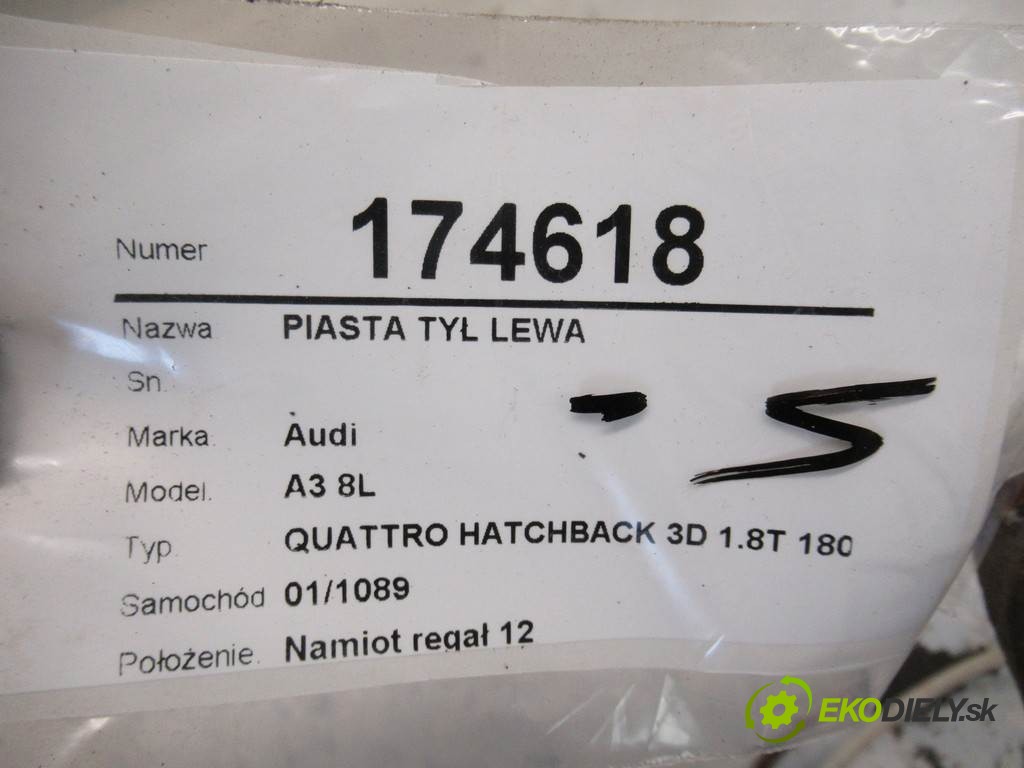 Numer 174618
Nazwa PIASTA TYŁ LEWA
Sn.
Marka. Audi
Model. A3 8L
Typ QUATTRO HATCHBACK 3D 1.8T 180
Samochód 01/1089
Położenie. Namiot regał 12
EKODIELY.sk